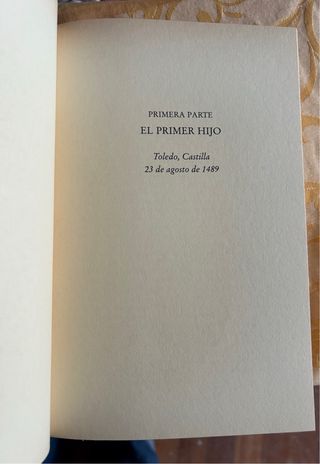 PRIMERA PARTE
EL PRIMER HIJO
Toledo, Castilla
23 de agosto de 1489